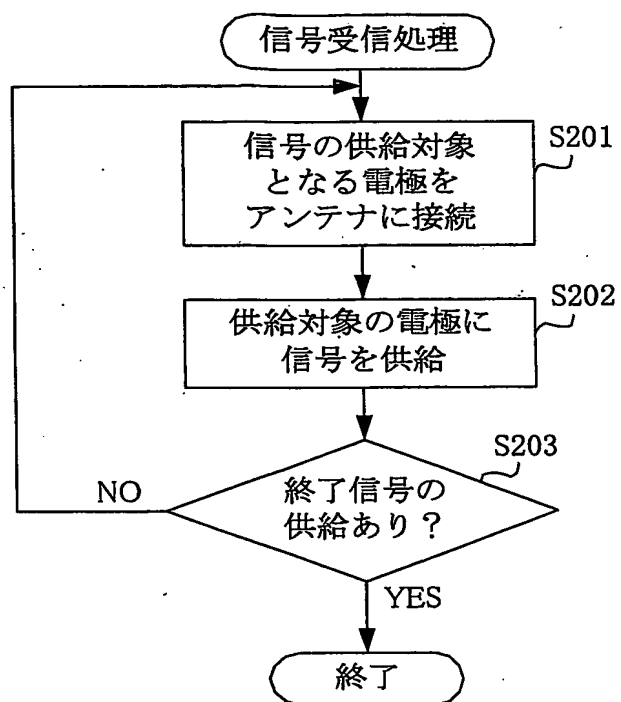 信号受信処理
信号の供給対象
となる電極を
アンテナに接続
S201
供給対象の電極に
信号を供給
S202
終了信号の
供給あり?
S203
NO
YES
終了